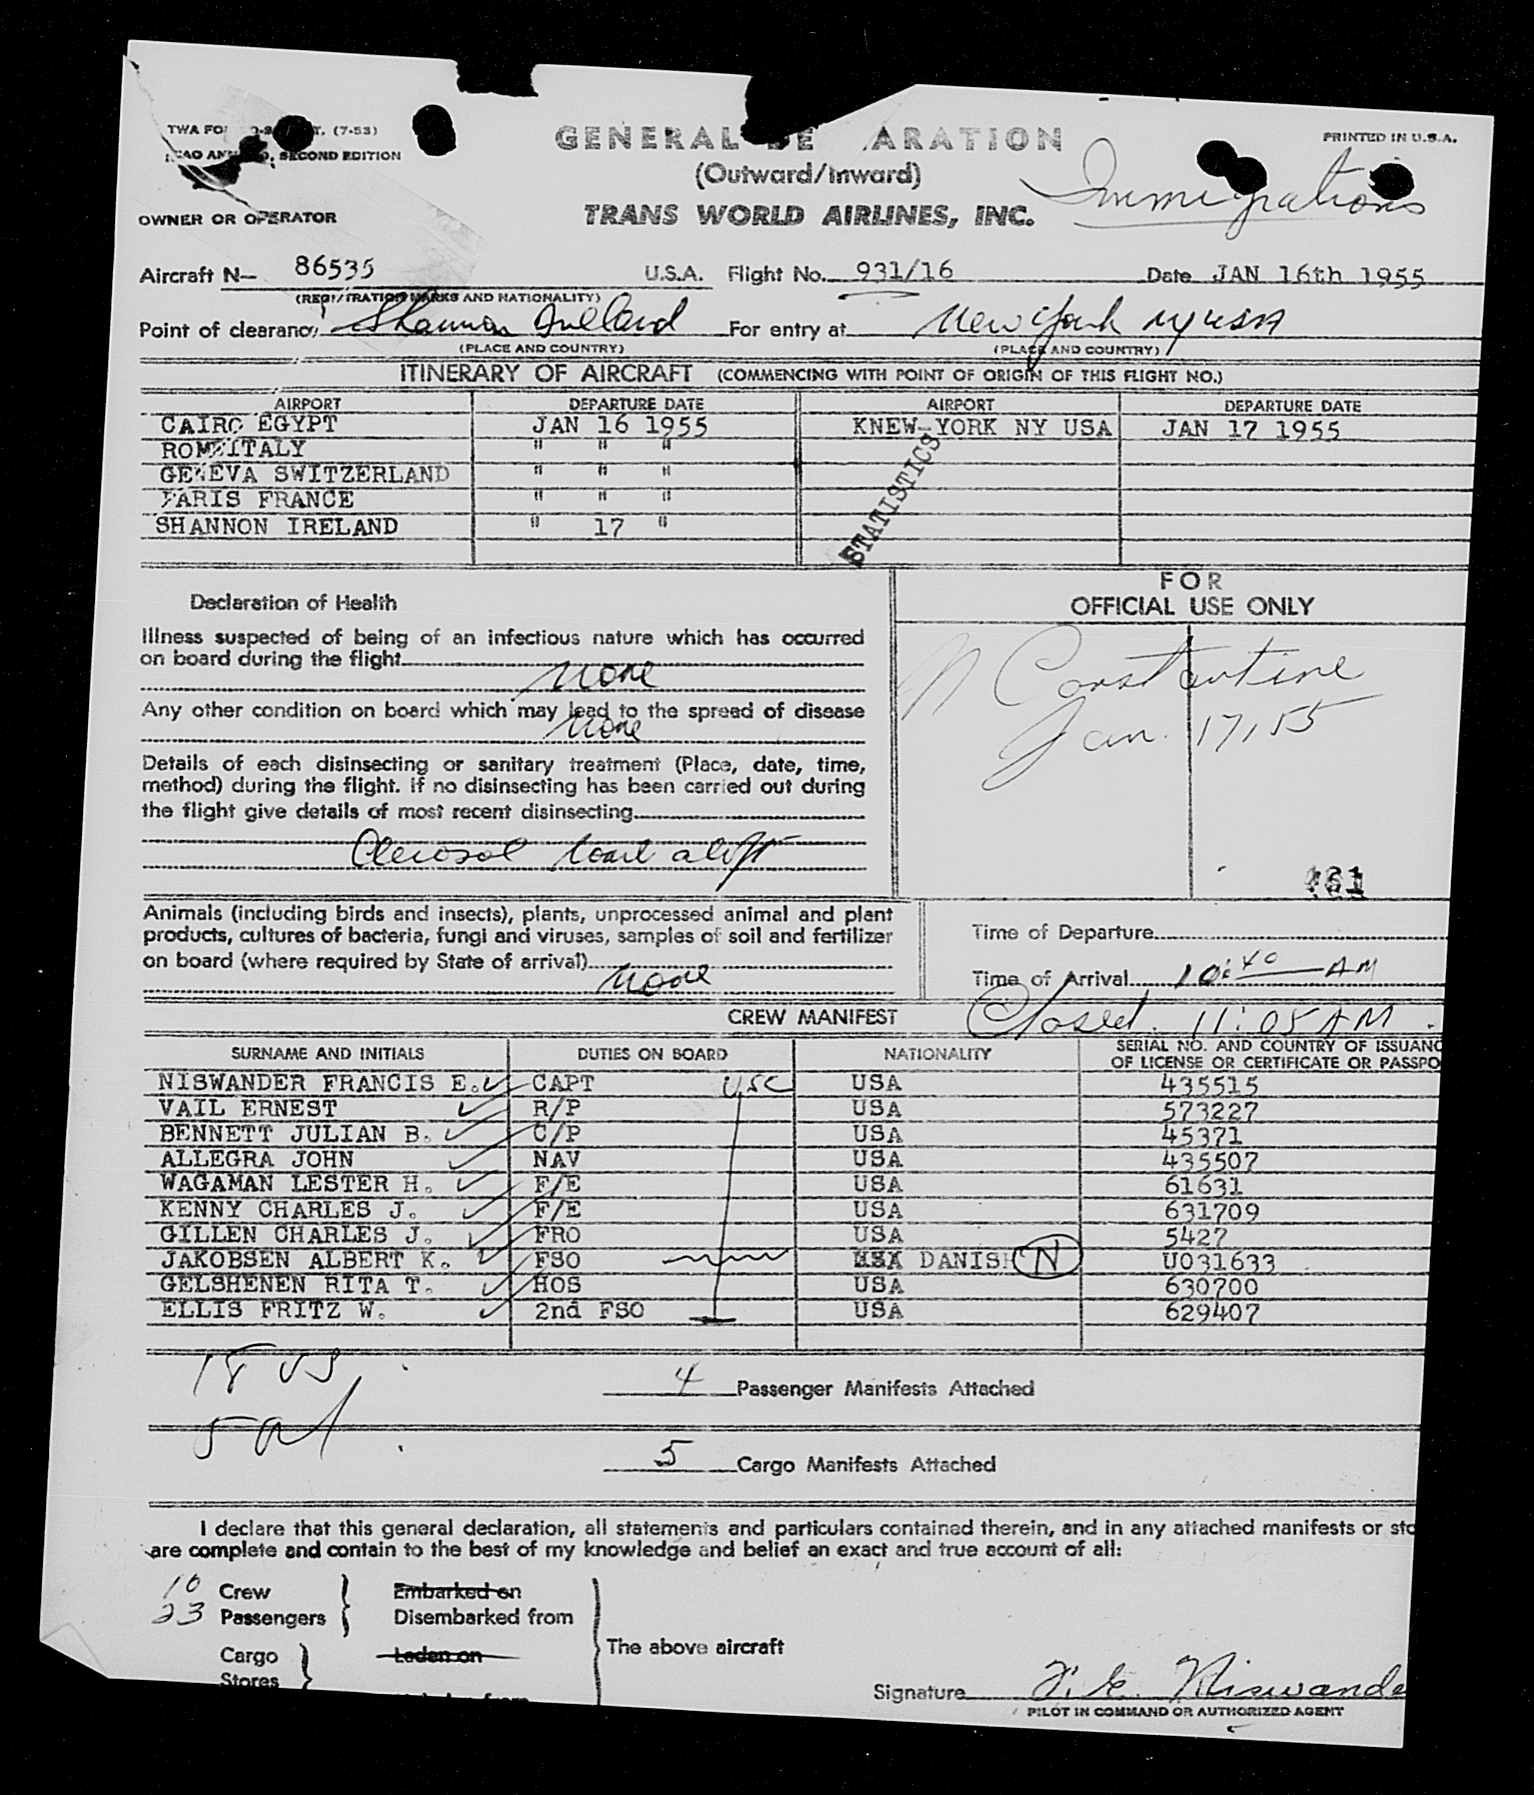 TWA FO T. (7-53)
PRINTED IN U.S.A.
GENERAL DE ARATION
SECOND EDITION
(Outward/Inward)
Immigrations
OWNER OR OPERATOR
TRANS WORLD AIRLINES, INC.
Aircraft N— 86535 U.S.A. Flight No. 931/16 Date JAN 16th 1955
(REGISTRATION MARKS AND NATIONALITY)
Point of clearance Shannon Ireland For entry at New York NY USA
(PLACE AND COUNTRY) (PLACE AND COUNTRY)
ITINERARY OF AIRCRAFT (COMMENCING WITH POINT OF ORIGIN OF THIS FLIGHT NO.)
AIRPORT DEPARTURE DATE AIRPORT DEPARTURE DATE
CAIRO EGYPT JAN 16 1955 KNEW-YORK NY USA JAN 17 1955
ROME ITALY " " "
GENEVA SWITZERLAND " " "
PARIS FRANCE " " "
SHANNON IRELAND " 17 "
STATISTICS
FOR
OFFICIAL USE ONLY
Declaration of Health
Illness suspected of being of an infectious nature which has occurred
on board during the flight
None
N Constantine
Jan. 17, 55
Any other condition on board which may lead to the spread of disease
None
Details of each disinsecting or sanitary treatment (Place, date, time,
method) during the flight. If no disinsecting has been carried out during
the flight give details of most recent disinsecting
Aerosol
161
Animals (including birds and insects), plants, unprocessed animal and plant
products, cultures of bacteria, fungi and viruses, samples of soil and fertilizer
on board (where required by State of arrival)
None
Time of Departure
Time of Arrival 10:40 AM
Closed. 11:05 AM.
CREW MANIFEST
SURNAME AND INITIALS DUTIES ON BOARD NATIONALITY SERIAL NO. AND COUNTRY OF ISSUANC
OF LICENSE OR CERTIFICATE OR PASSPO
NISWANDER FRANCIS E. CAPT USC USA 435515
VAIL ERNEST R/P USA 573227
BENNETT JULIAN B. C/P USA 45371
ALLEGRA JOHN NAV USA 435507
WAGAMAN LESTER H. F/E USA 61631
KENNY CHARLES J. F/E USA 631709
GILLEN CHARLES J. FRO USA 5427
JAKOBSEN ALBERT K. FSO USA DANISH N U031633
GELSHENEN RITA T. HOS USA 630700
ELLIS FRITZ W. 2nd FSO USA 629407
18 US
4 Passenger Manifests Attached
5 al
5 Cargo Manifests Attached
I declare that this general declaration, all statements and particulars contained therein, and in any attached manifests or sto
are complete and contain to the best of my knowledge and belief an exact and true account of all:
10 Crew Embarked on
23 Passengers Disembarked from
The above aircraft
Cargo Laden on
Stores
Signature F. E. Niswande
PILOT IN COMMAND OR AUTHORIZED AGENT